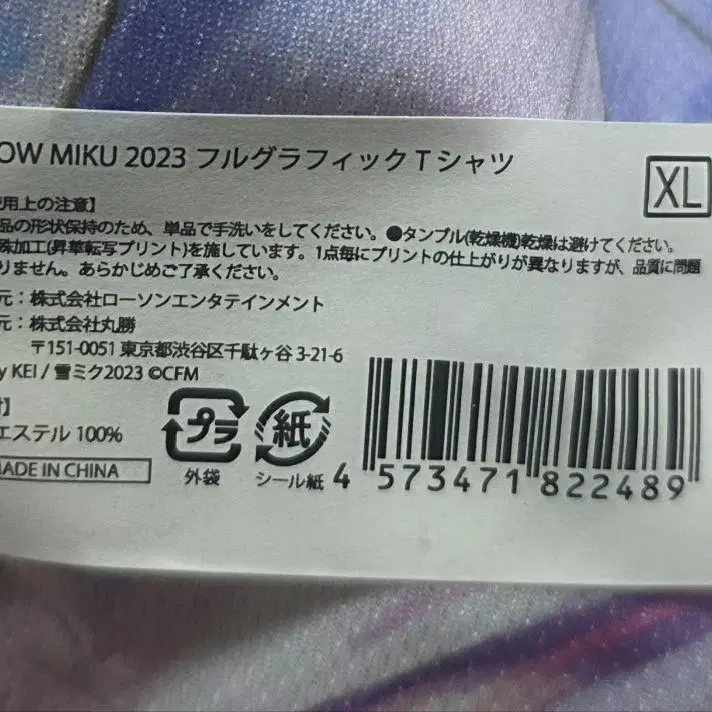 OW MIKU 2023 フルグラフィックTシャツ
XL
用上の注意】
品の形状保持のため、単品で手洗いをしてください。●タンブル(乾燥機)乾燥は避けてください。
殊加工(昇華転写プリント)を施しています。1点毎にプリントの仕上がりが異なりますが、品質に問題
りません。あらかじめご了承ください。
元：株式会社ローソンエンタテインメント
元：株式会社丸勝
〒151-0051 東京都渋谷区千駄ヶ谷 3-21-6
y KEI / 雪ミク2023 ©CFM
エステル 100%
MADE IN CHINA
プラ
外袋
紙
シール紙
4 573471 822489